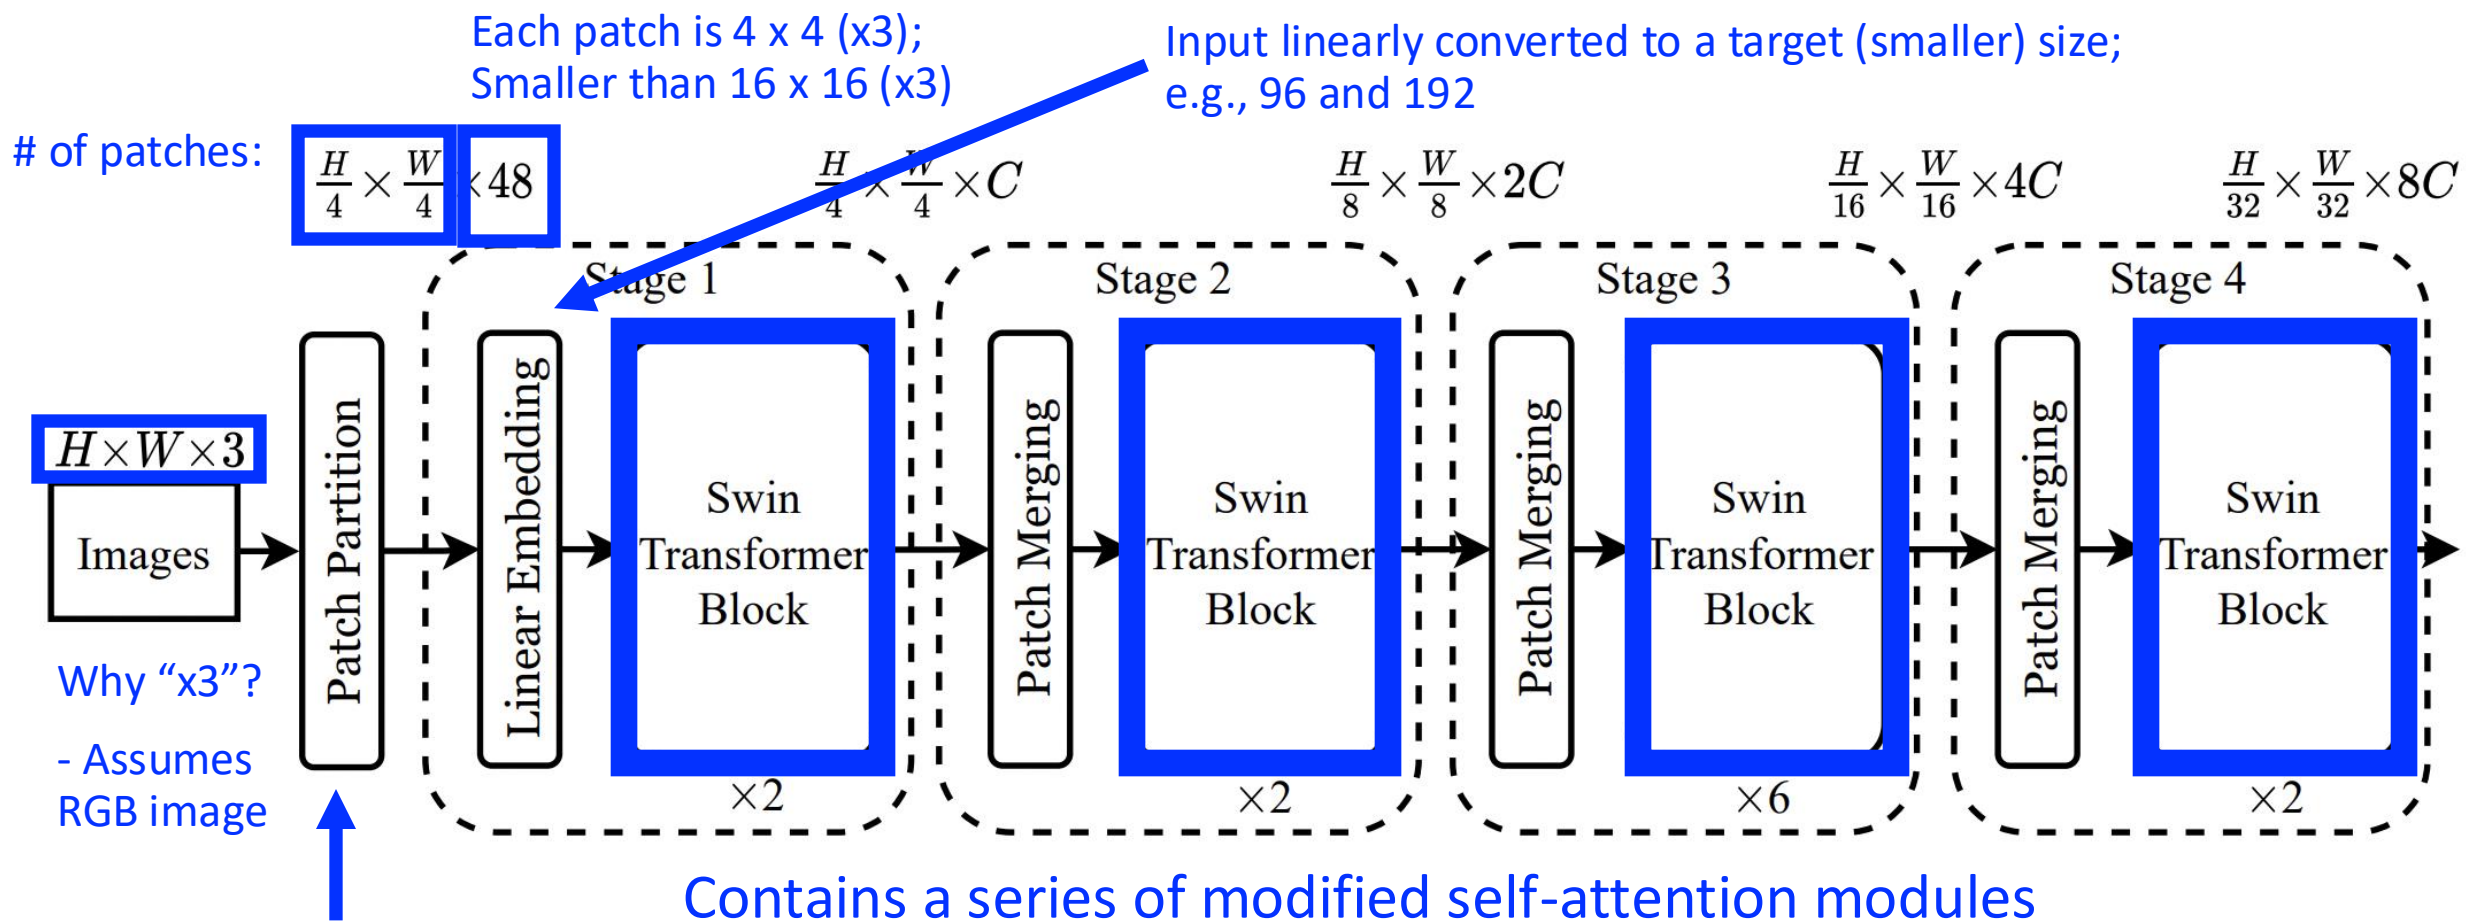 Each patch is 4 x 4 (x3);
Smaller than 16 x 16 (x3)
Input linearly converted to a target (smaller) size;
e.g., 96 and 192
# of patches:
H/4 × W/4 ×48
H/4 × W/4 ×C
H/8 × W/8 ×2C
H/16 × W/16 ×4C
H/32 × W/32 ×8C
Stage 1
Stage 2
Stage 3
Stage 4
H×W×3
Images
Patch Partition
Linear Embedding
Swin
Transformer
Block
×2
Patch Merging
Swin
Transformer
Block
×2
Patch Merging
Swin
Transformer
Block
×6
Patch Merging
Swin
Transformer
Block
×2
Why “x3”?
- Assumes
RGB image
Contains a series of modified self-attention modules